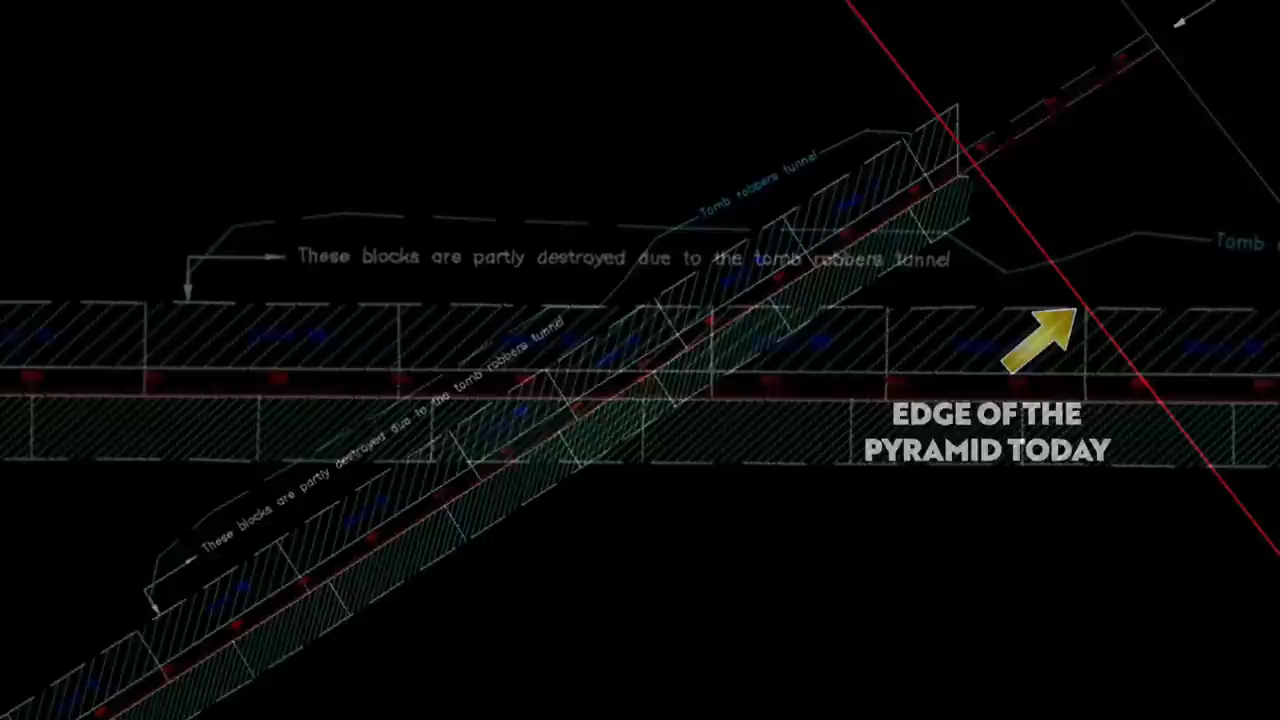 Tomb robbers tunnel
Tomb
These blocks are partly destroyed due to the tomb robbers tunnel
These blocks are partly destroyed due to the tomb robbers tunnel
EDGE OF THE
PYRAMID TODAY